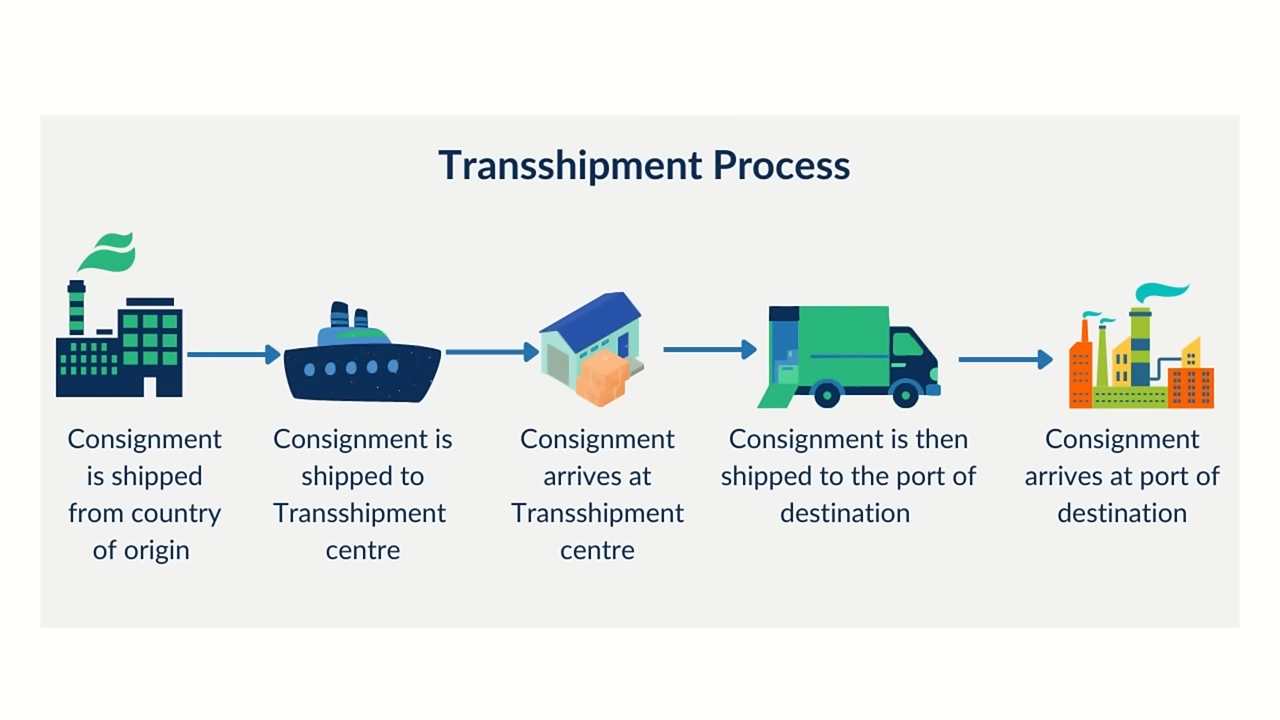 Transshipment Process
Consignment
is shipped
from country
of origin
Consignment is
shipped to
Transshipment
centre
Consignment
arrives at
Transshipment
centre
Consignment is then
shipped to the port of
destination
Consignment
arrives at port of
destination